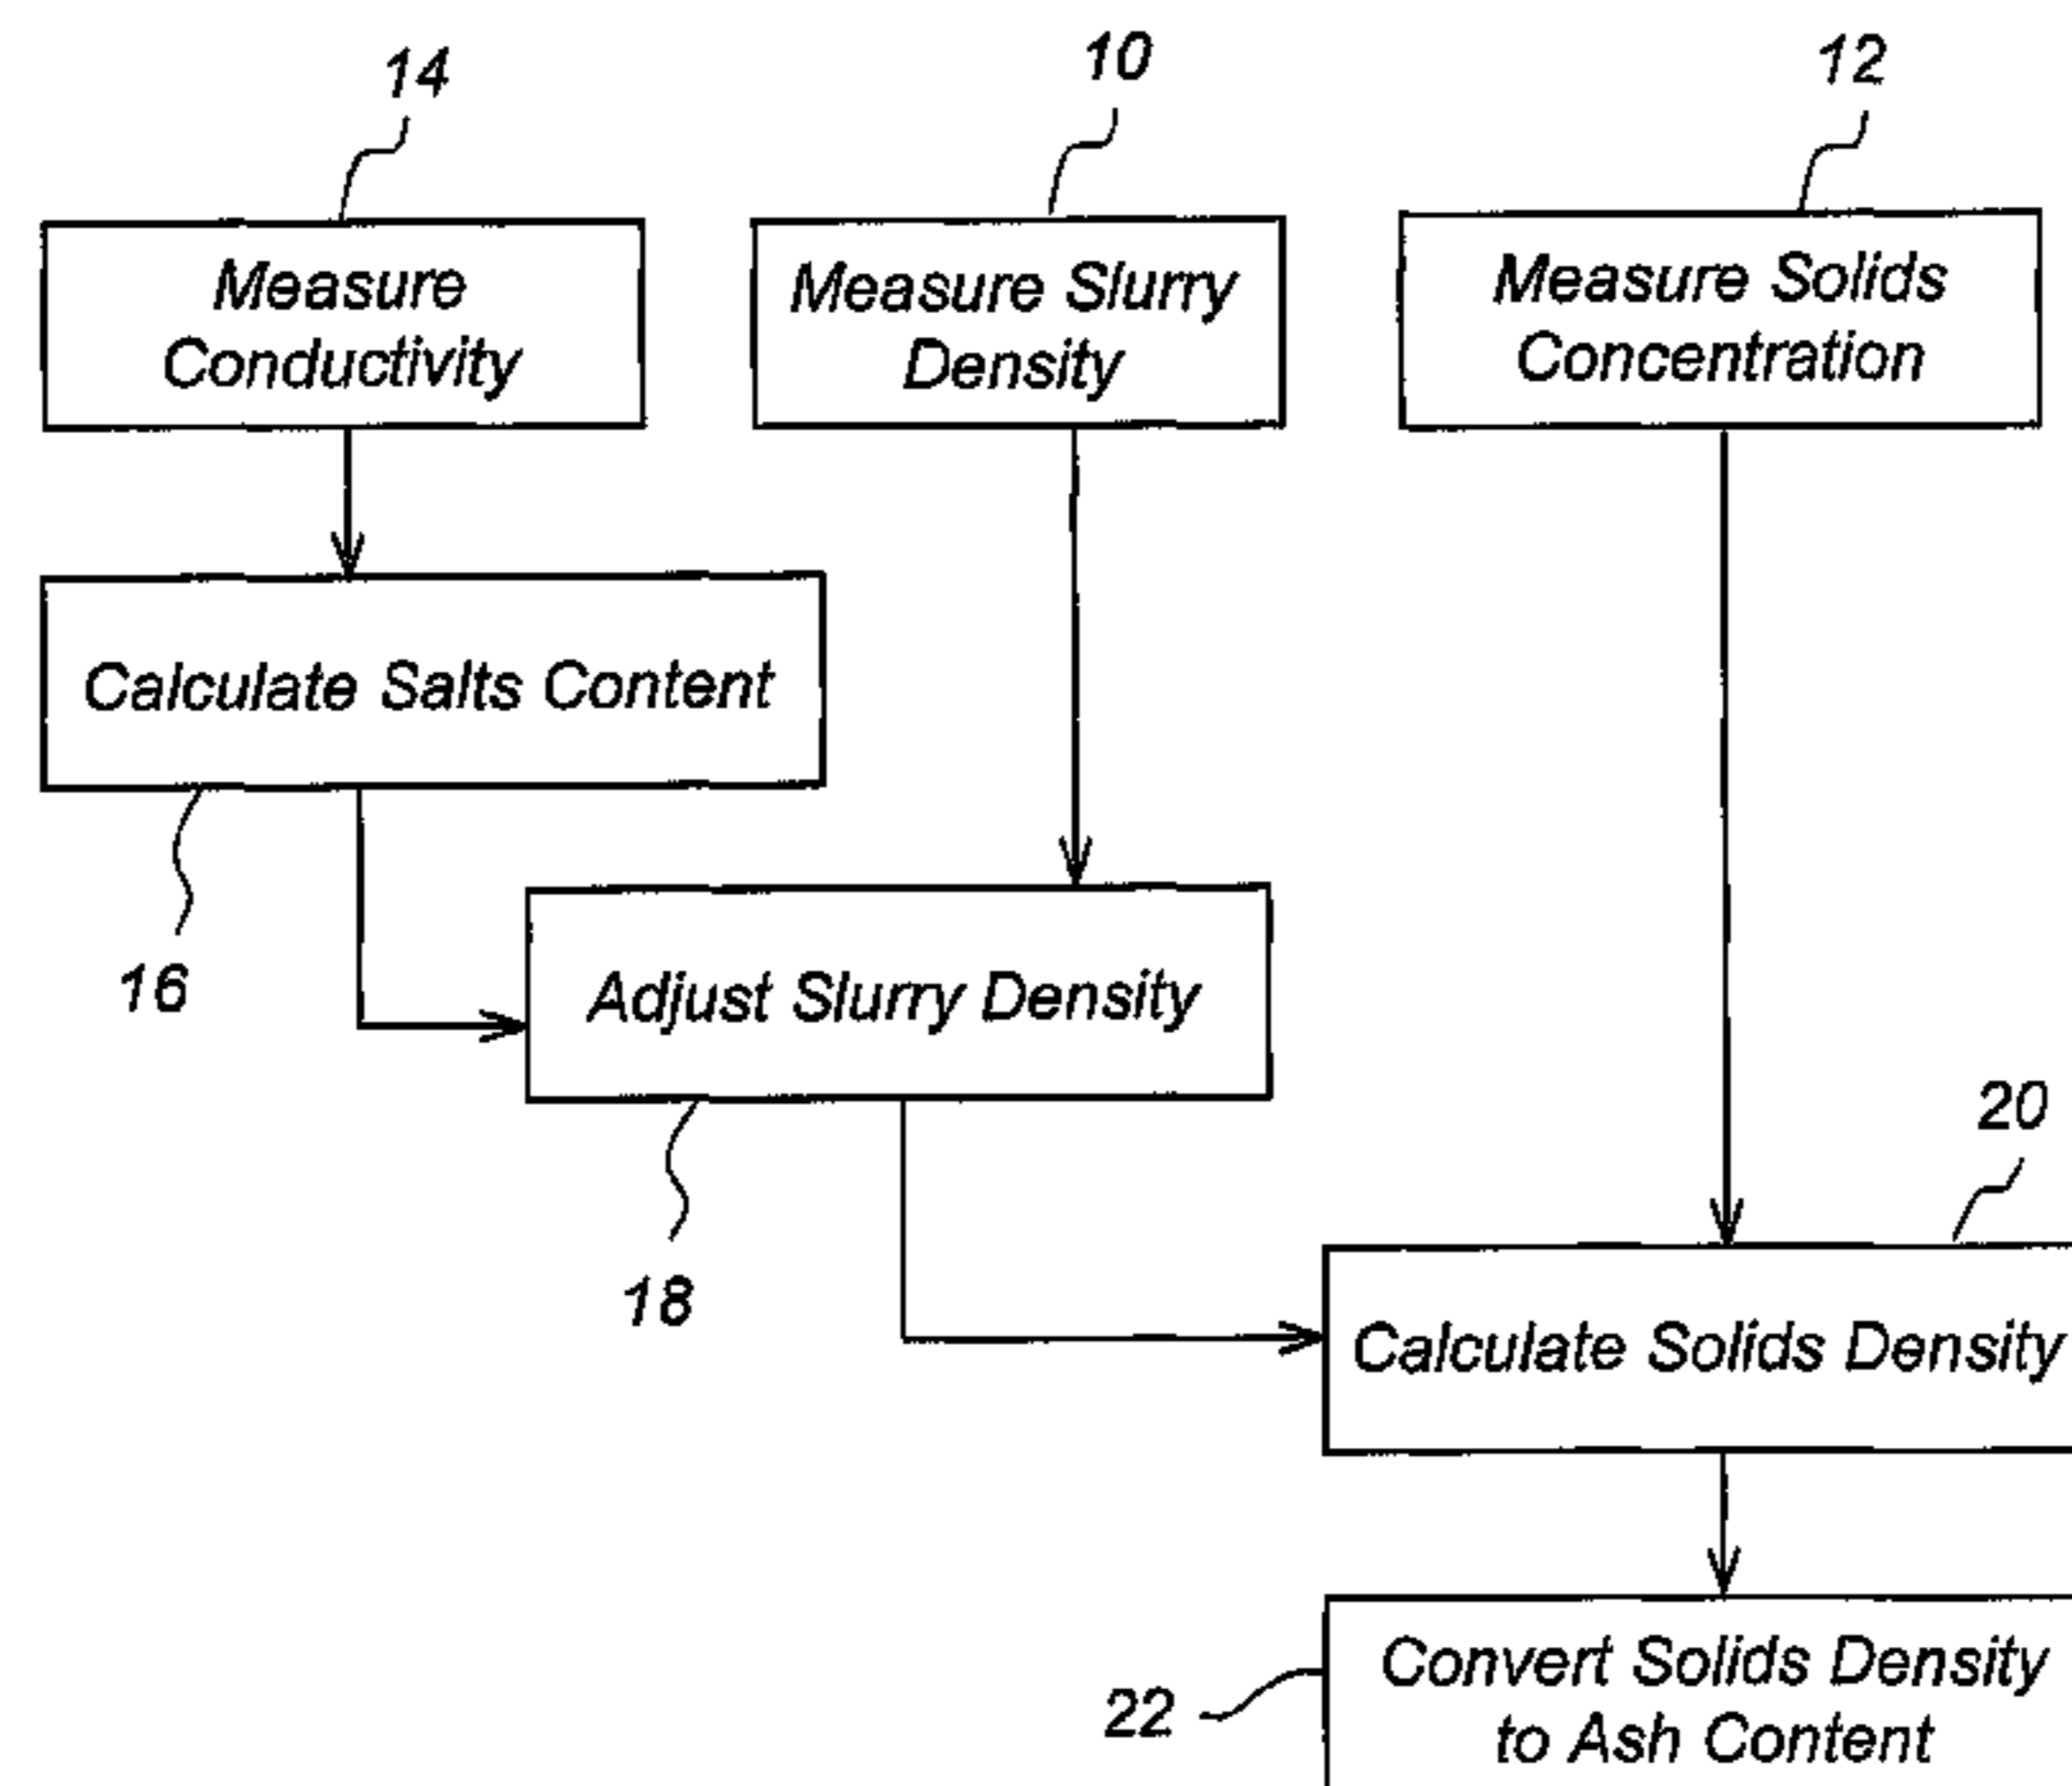 14
10
12
Measure
Conductivity
Measure Slurry
Density
Measure Solids
Concentration
Calculate Salts Content
16
Adjust Slurry Density
18
20
Calculate Solids Density
22
Convert Solids Density
to Ash Content